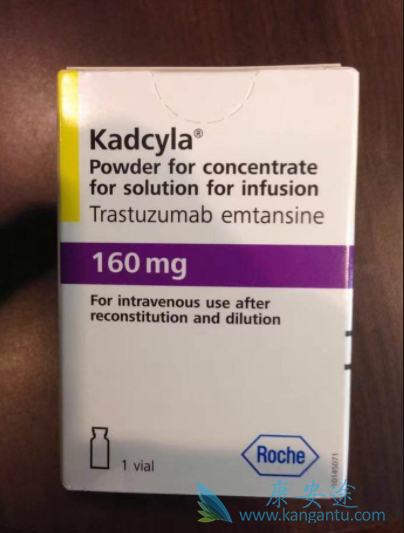 Kadcyla®
Powder for concentrate
for solution for infusion
Trastuzumab emtansine
160 mg
For intravenous use after
reconstitution and dilution
1 vial
Roche
康安途
www.kangantu.com